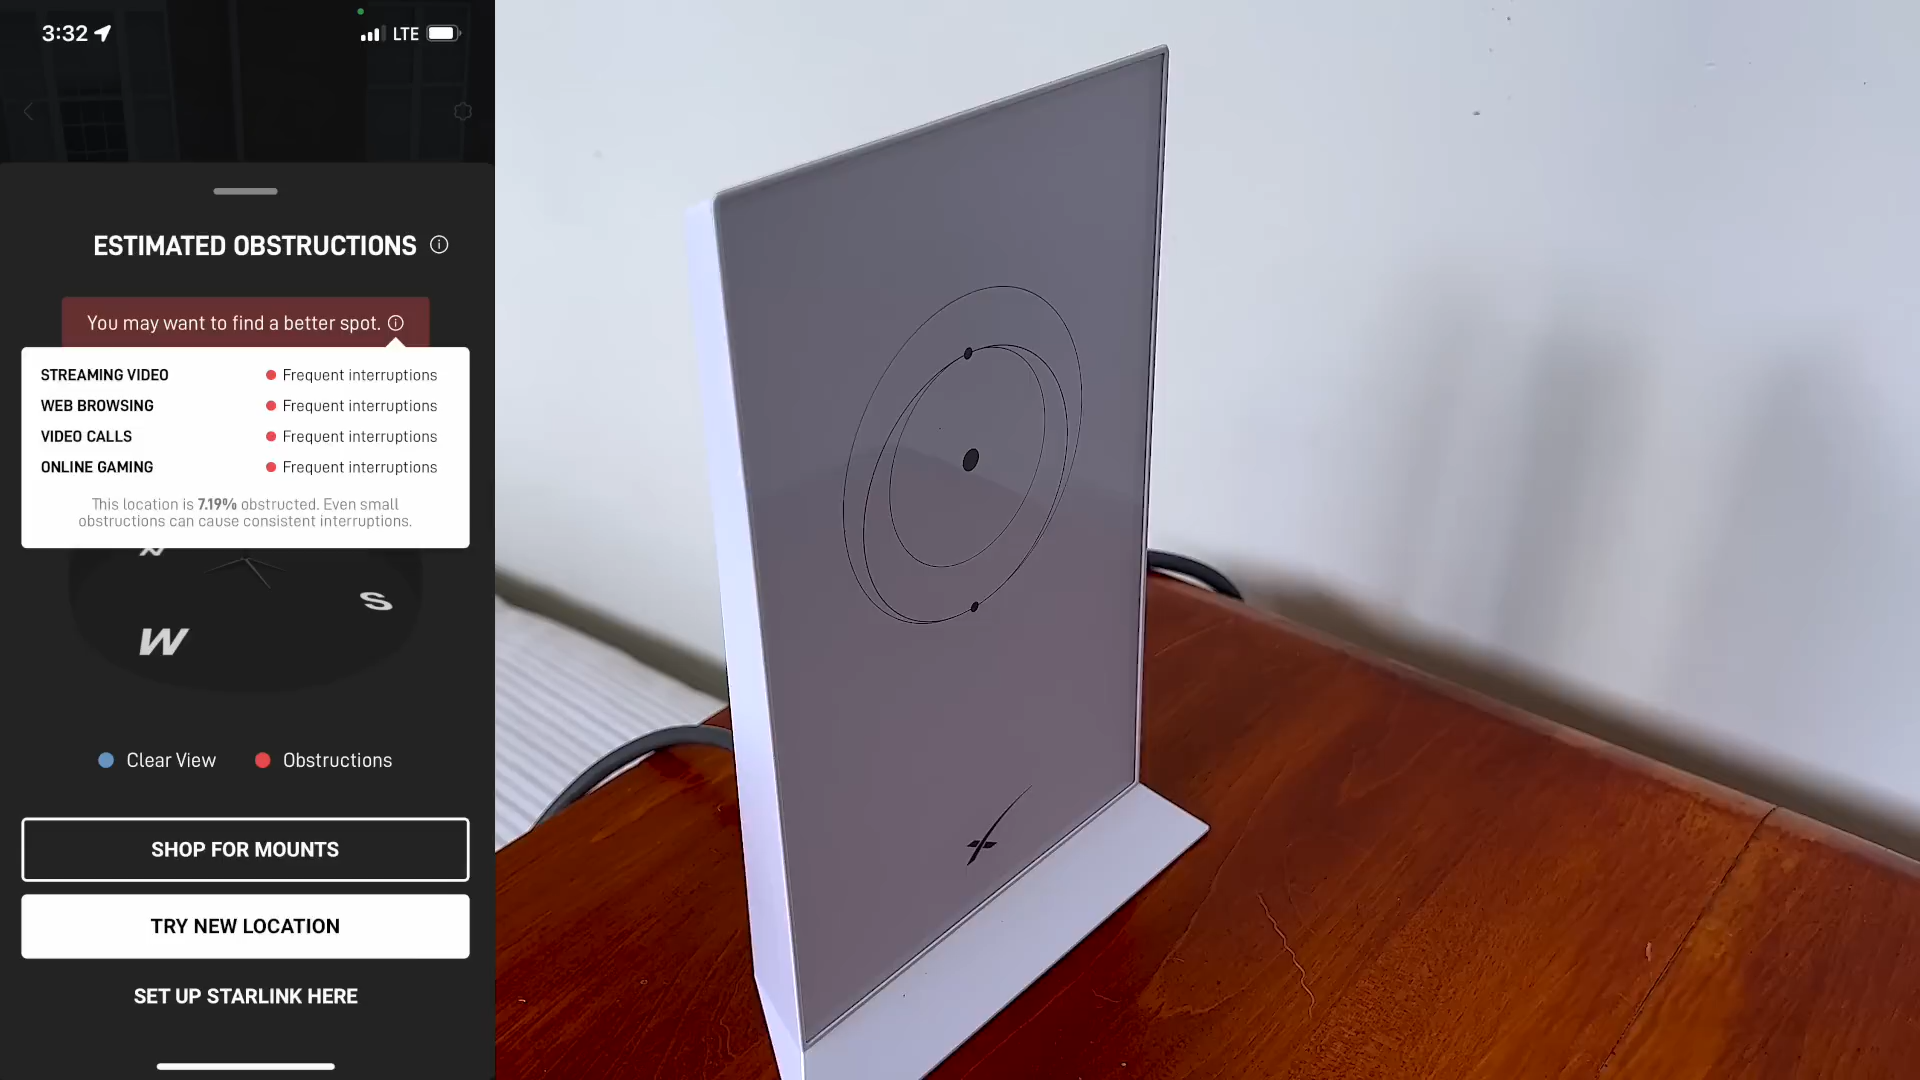 3:32
LTE
ESTIMATED OBSTRUCTIONS
You may want to find a better spot.
STREAMING VIDEO Frequent interruptions
WEB BROWSING Frequent interruptions
VIDEO CALLS Frequent interruptions
ONLINE GAMING Frequent interruptions
This location is 7.19% obstructed. Even small
obstructions can cause consistent interruptions.
N
S
W
Clear View Obstructions
SHOP FOR MOUNTS
TRY NEW LOCATION
SET UP STARLINK HERE